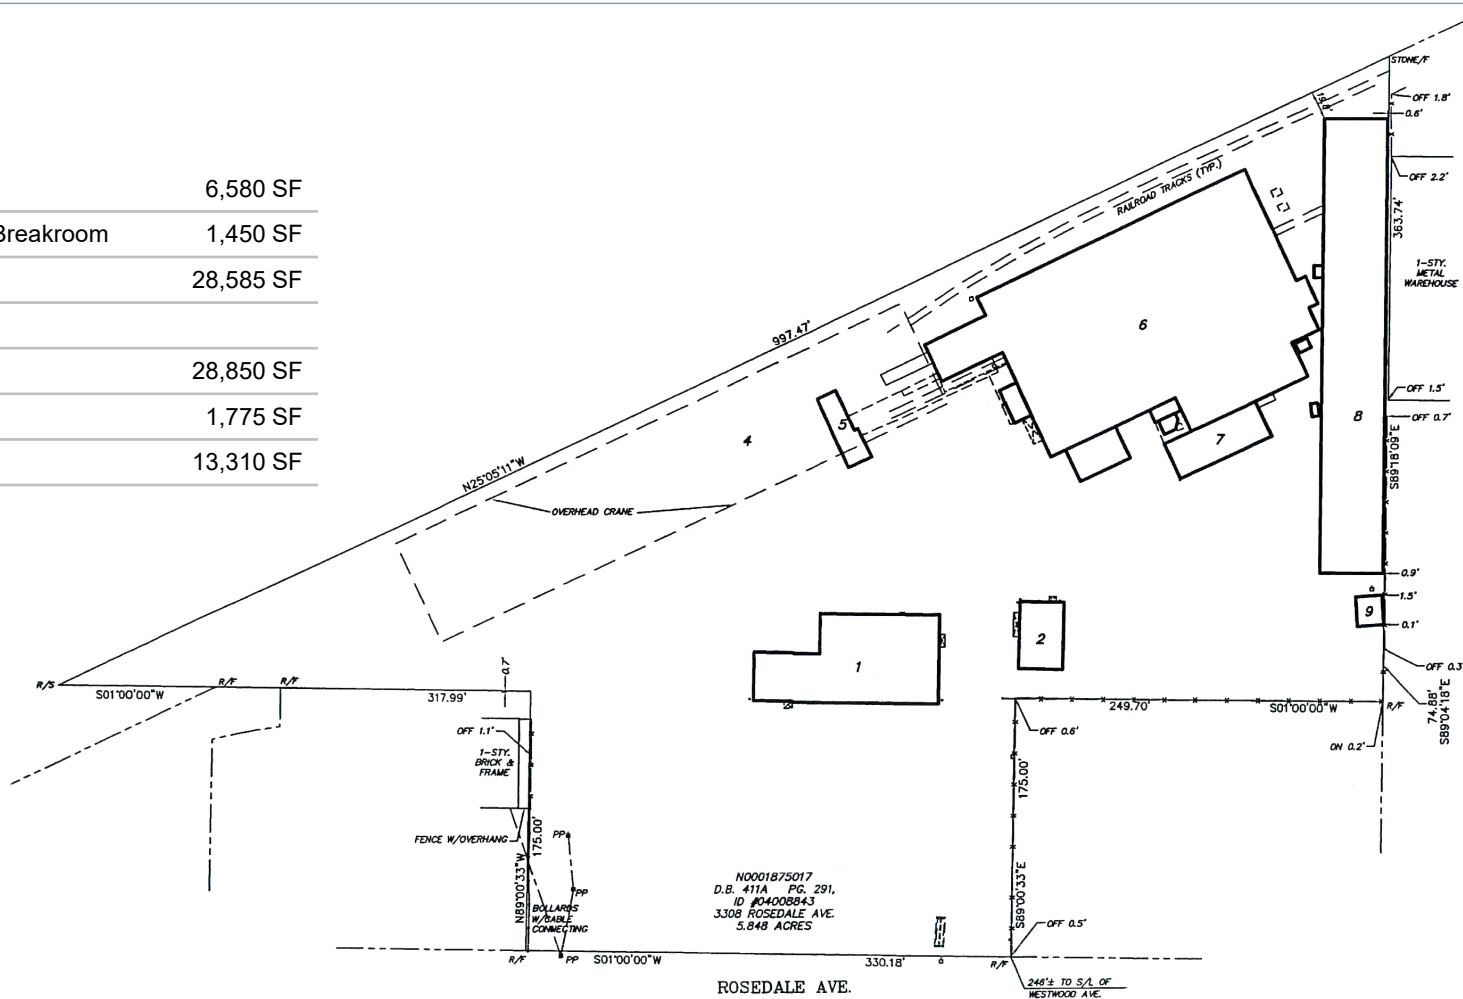 6,580 SF
Breakroom 1,450 SF
28,585 SF
28,850 SF
1,775 SF
13,310 SF
STONE/F
OFF 1.8'
0.6'
19.8'
OFF 2.2'
RAILROAD TRACKS (TYP.)
363.74'
1-STY.
METAL
WAREHOUSE
6
997.47'
OFF 1.5'
OFF 0.7'
8
4
5
7
S89°18'09"E
N25°05'11"W
OVERHEAD CRANE
0.9'
1.5'
9
0.1'
2
1
OFF 0.3'
R/S
S01°00'00"W
R/F
R/F
317.99'
0.7'
249.70'
S01°00'00"W
R/F
74.88'
S89°04'18"E
OFF 1.1'
1-STY.
BRICK &
FRAME
OFF 0.6'
ON 0.2'
175.00'
FENCE W/OVERHANG
175.00'
PP
N89°00'33"W
PP
BOLLARDS
W/CABLE
CONNECTING
N0001875017
D.B. 411A PG. 291,
ID #04008843
3308 ROSEDALE AVE.
5.848 ACRES
S89°00'33"E
OFF 0.5'
R/F
PP
S01°00'00"W
330.18'
R/F
ROSEDALE AVE.
246'± TO S/L OF
WESTWOOD AVE.